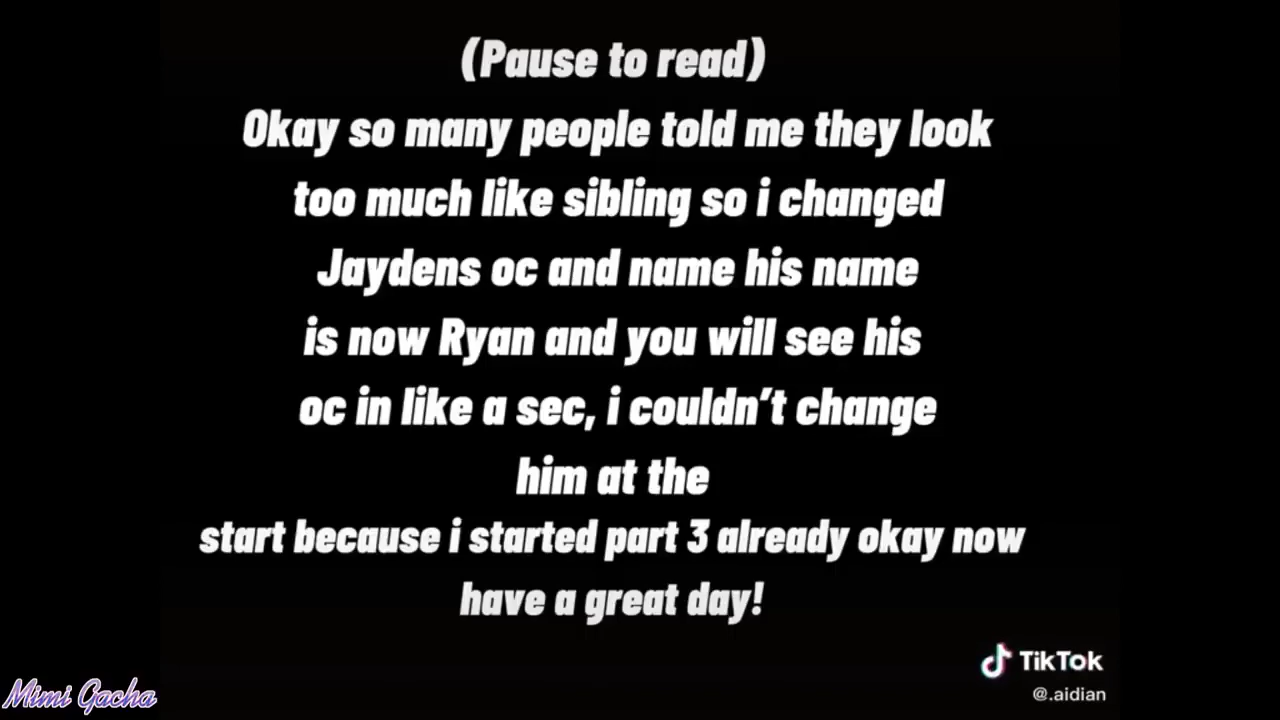 (Pause to read)
Okay so many people told me they look
too much like sibling so i changed
Jaydens oc and name his name
is now Ryan and you will see his
oc in like a sec, i couldn’t change
him at the
start because i started part 3 already okay now
have a great day!
TikTok
@.aidian
Mimi Gacha